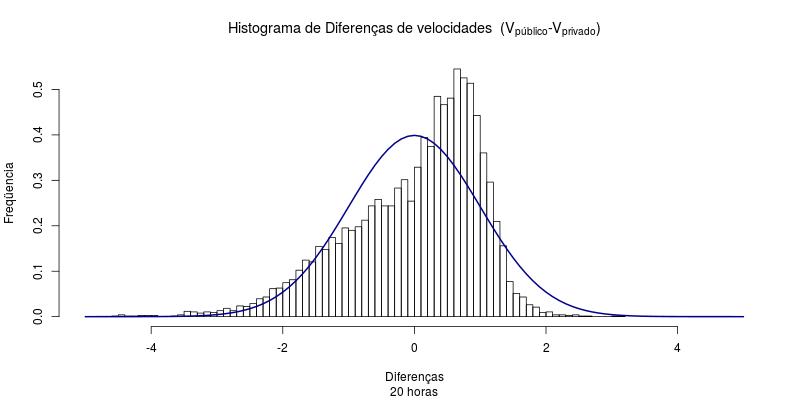 Histograma de Diferenças de velocidades (Vpúblico-Vprivado)
Freqüencia
0.5
0.4
0.3
0.2
0.1
0.0
-4 -2 0 2 4
Diferenças
20 horas